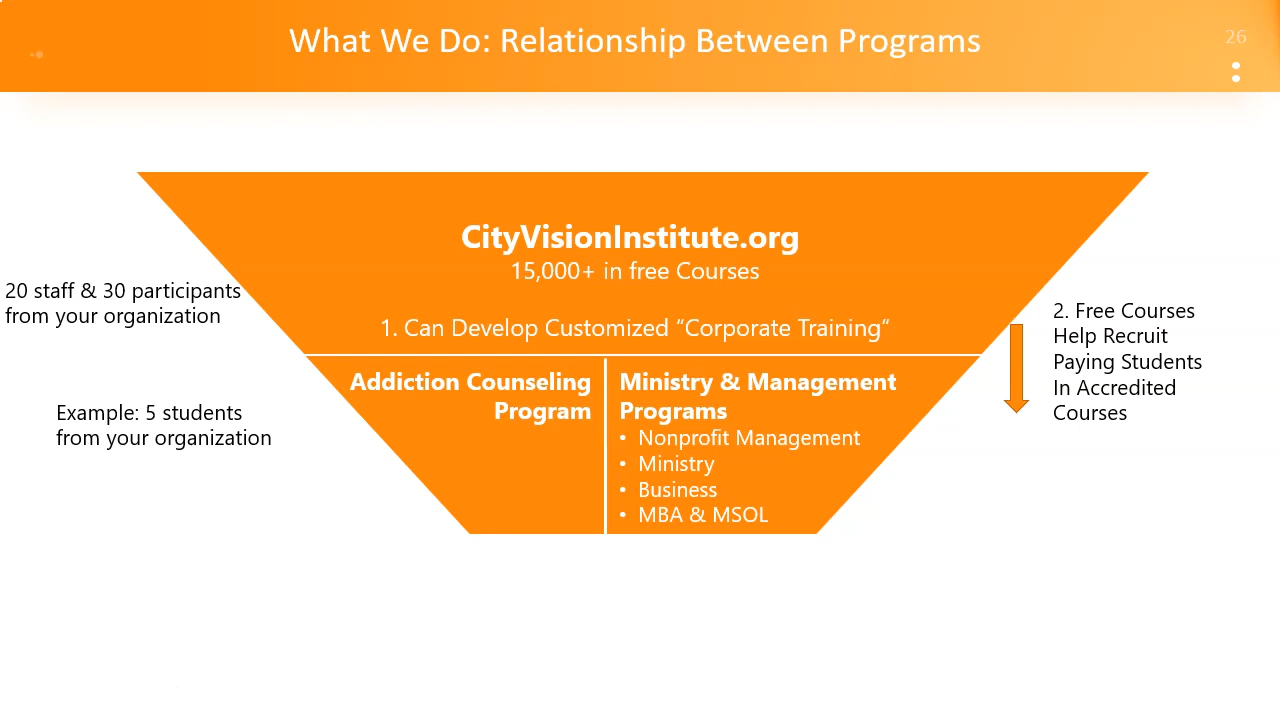 What We Do: Relationship Between Programs
26
CityVisionInstitute.org
15,000+ in free Courses
1. Can Develop Customized “Corporate Training“
20 staff & 30 participants
from your organization
Example: 5 students
from your organization
Addiction Counseling
Program
Ministry & Management
Programs
• Nonprofit Management
• Ministry
• Business
• MBA & MSOL
2. Free Courses
Help Recruit
Paying Students
In Accredited
Courses